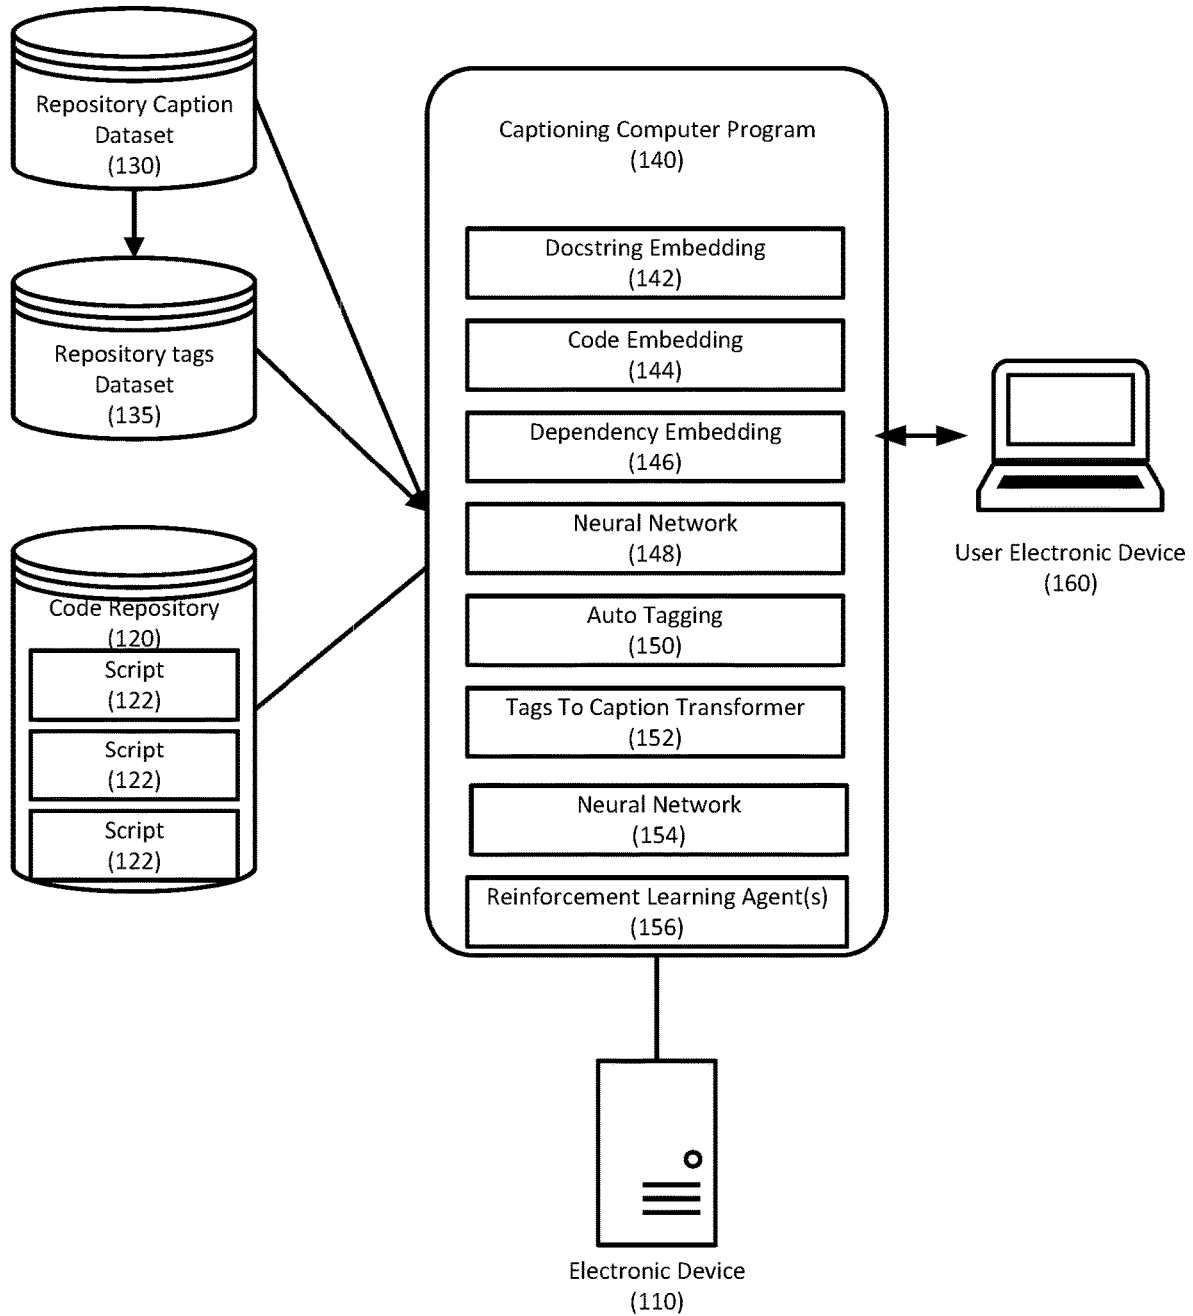 Repository Caption
Dataset
(130)
Repository tags
Dataset
(135)
Code Repository
(120)
Script
(122)
Script
(122)
Script
(122)
Captioning Computer Program
(140)
Docstring Embedding
(142)
Code Embedding
(144)
Dependency Embedding
(146)
Neural Network
(148)
Auto Tagging
(150)
Tags To Caption Transformer
(152)
Neural Network
(154)
Reinforcement Learning Agent(s)
(156)
User Electronic Device
(160)
Electronic Device
(110)